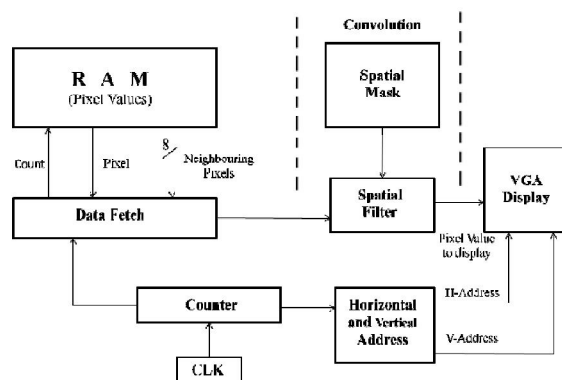 Convolution
R A M
(Pixel Values)
Spatial
Mask
8
Count
Pixel
Neighbouring
Pixels
VGA
Display
Data Fetch
Spatial
Filter
Pixel Value
to display
H-Address
Counter
Horizontal
and Vertical
Address
V-Address
CLK